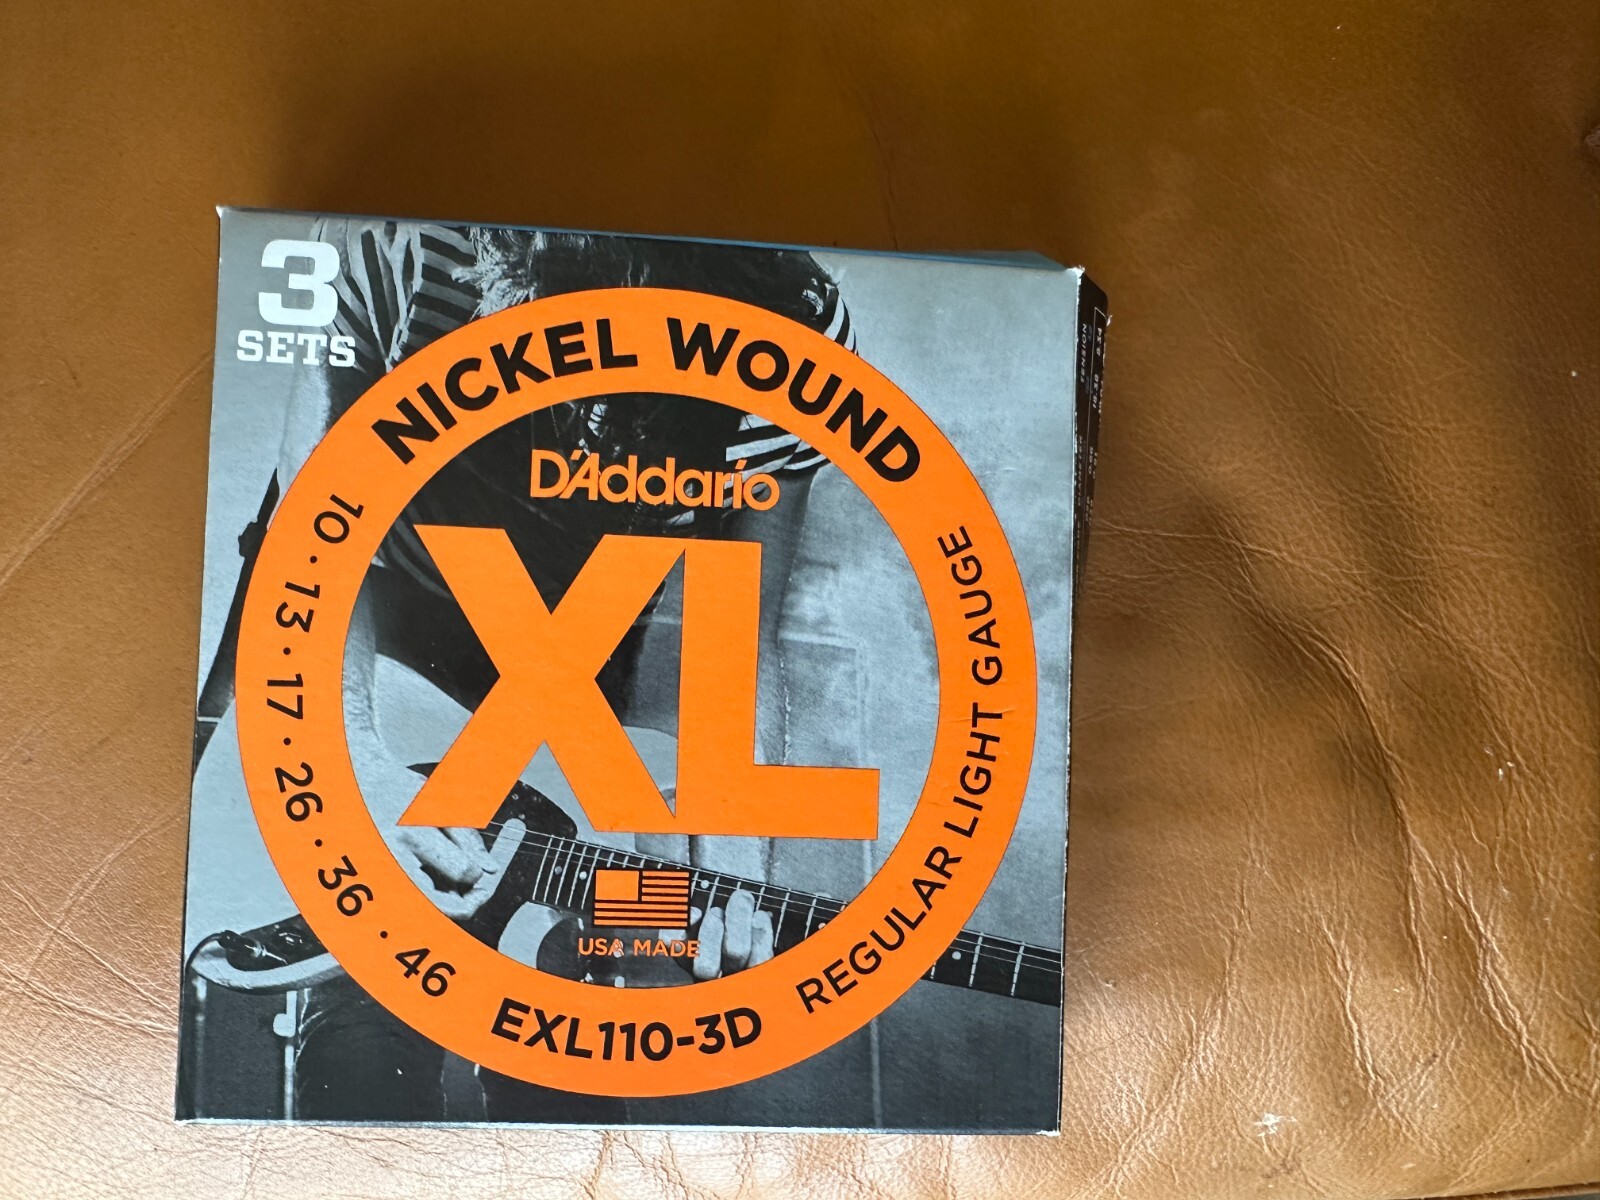 3
SETS
NICKEL WOUND
D'Addario
XL
10 · 13 · 17 · 26 · 36 · 46
REGULAR LIGHT GAUGE
USA MADE
EXL110-3D